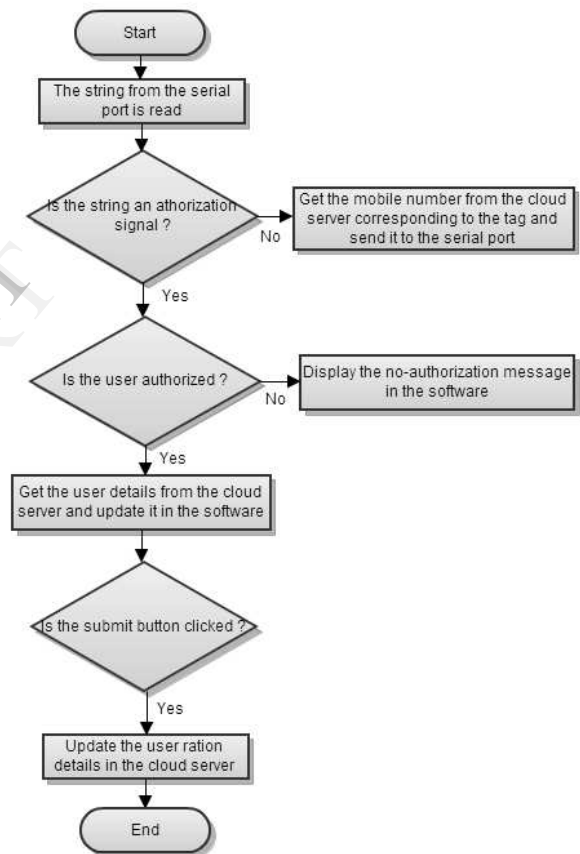 Start
The string from the serial
port is read
Is the string an athorization
signal ?
No
Get the mobile number from the cloud
server corresponding to the tag and
send it to the serial port
Yes
Is the user authorized ?
No
Display the no-authorization message
in the software
Yes
Get the user details from the cloud
server and update it in the software
Is the submit button clicked ?
Yes
Update the user ration
details in the cloud server
End